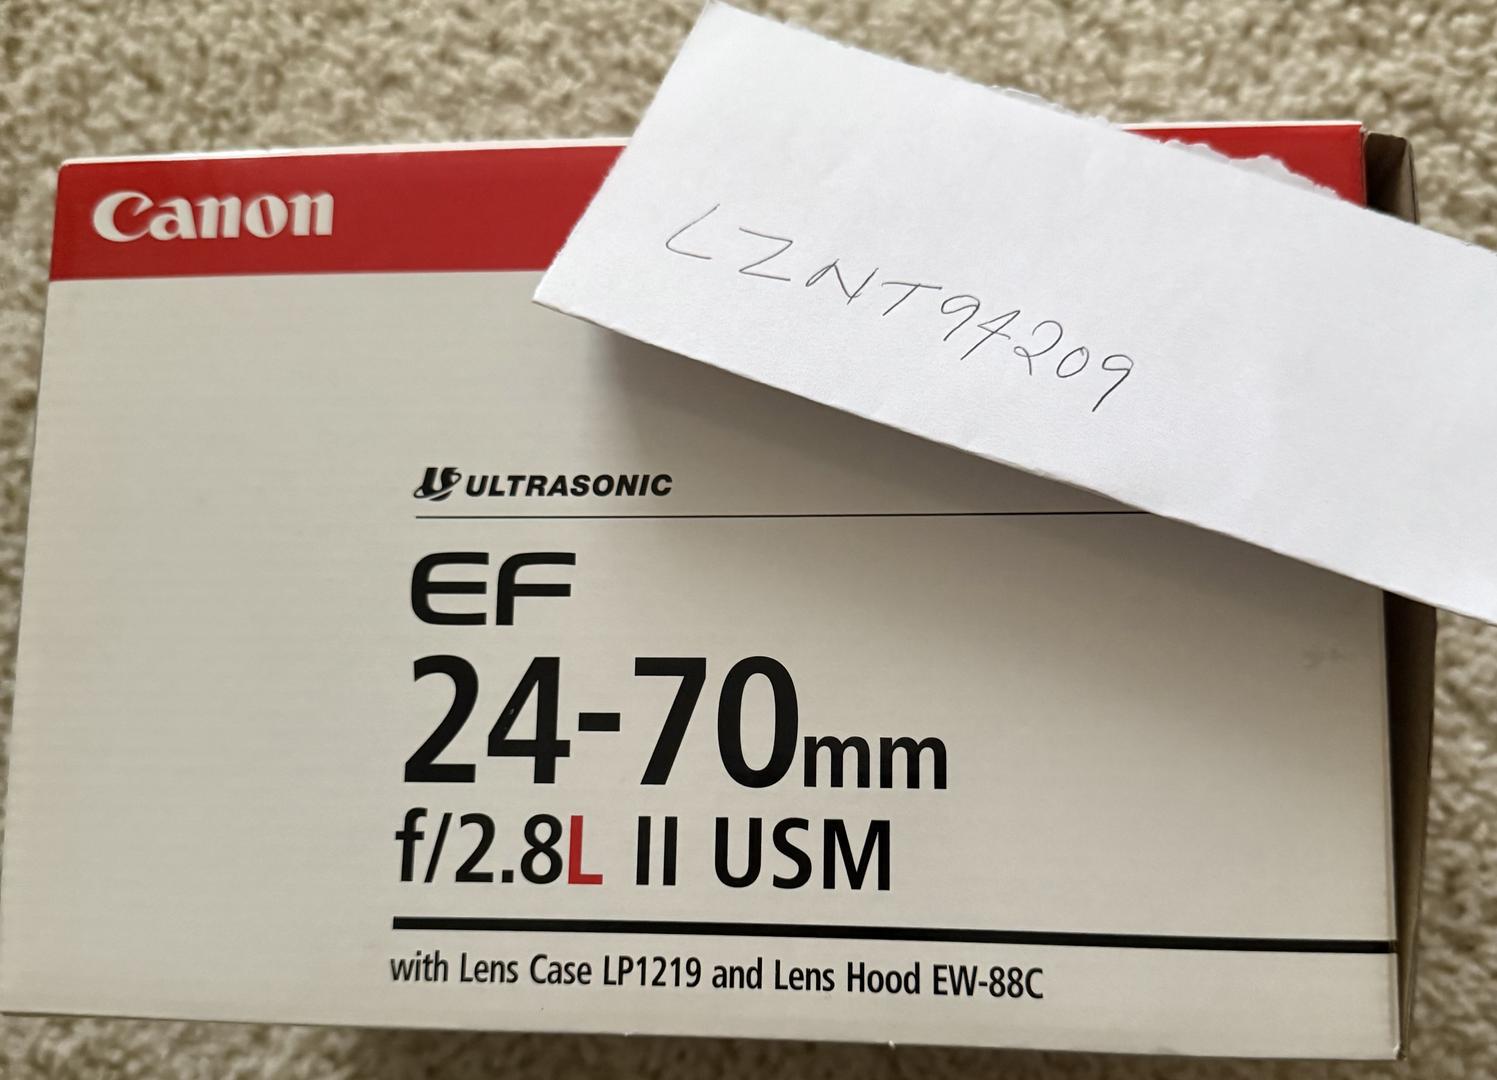 Canon
LZNT94209
ULTRASONIC
EF
24-70mm
f/2.8L II USM
with Lens Case LP1219 and Lens Hood EW-88C